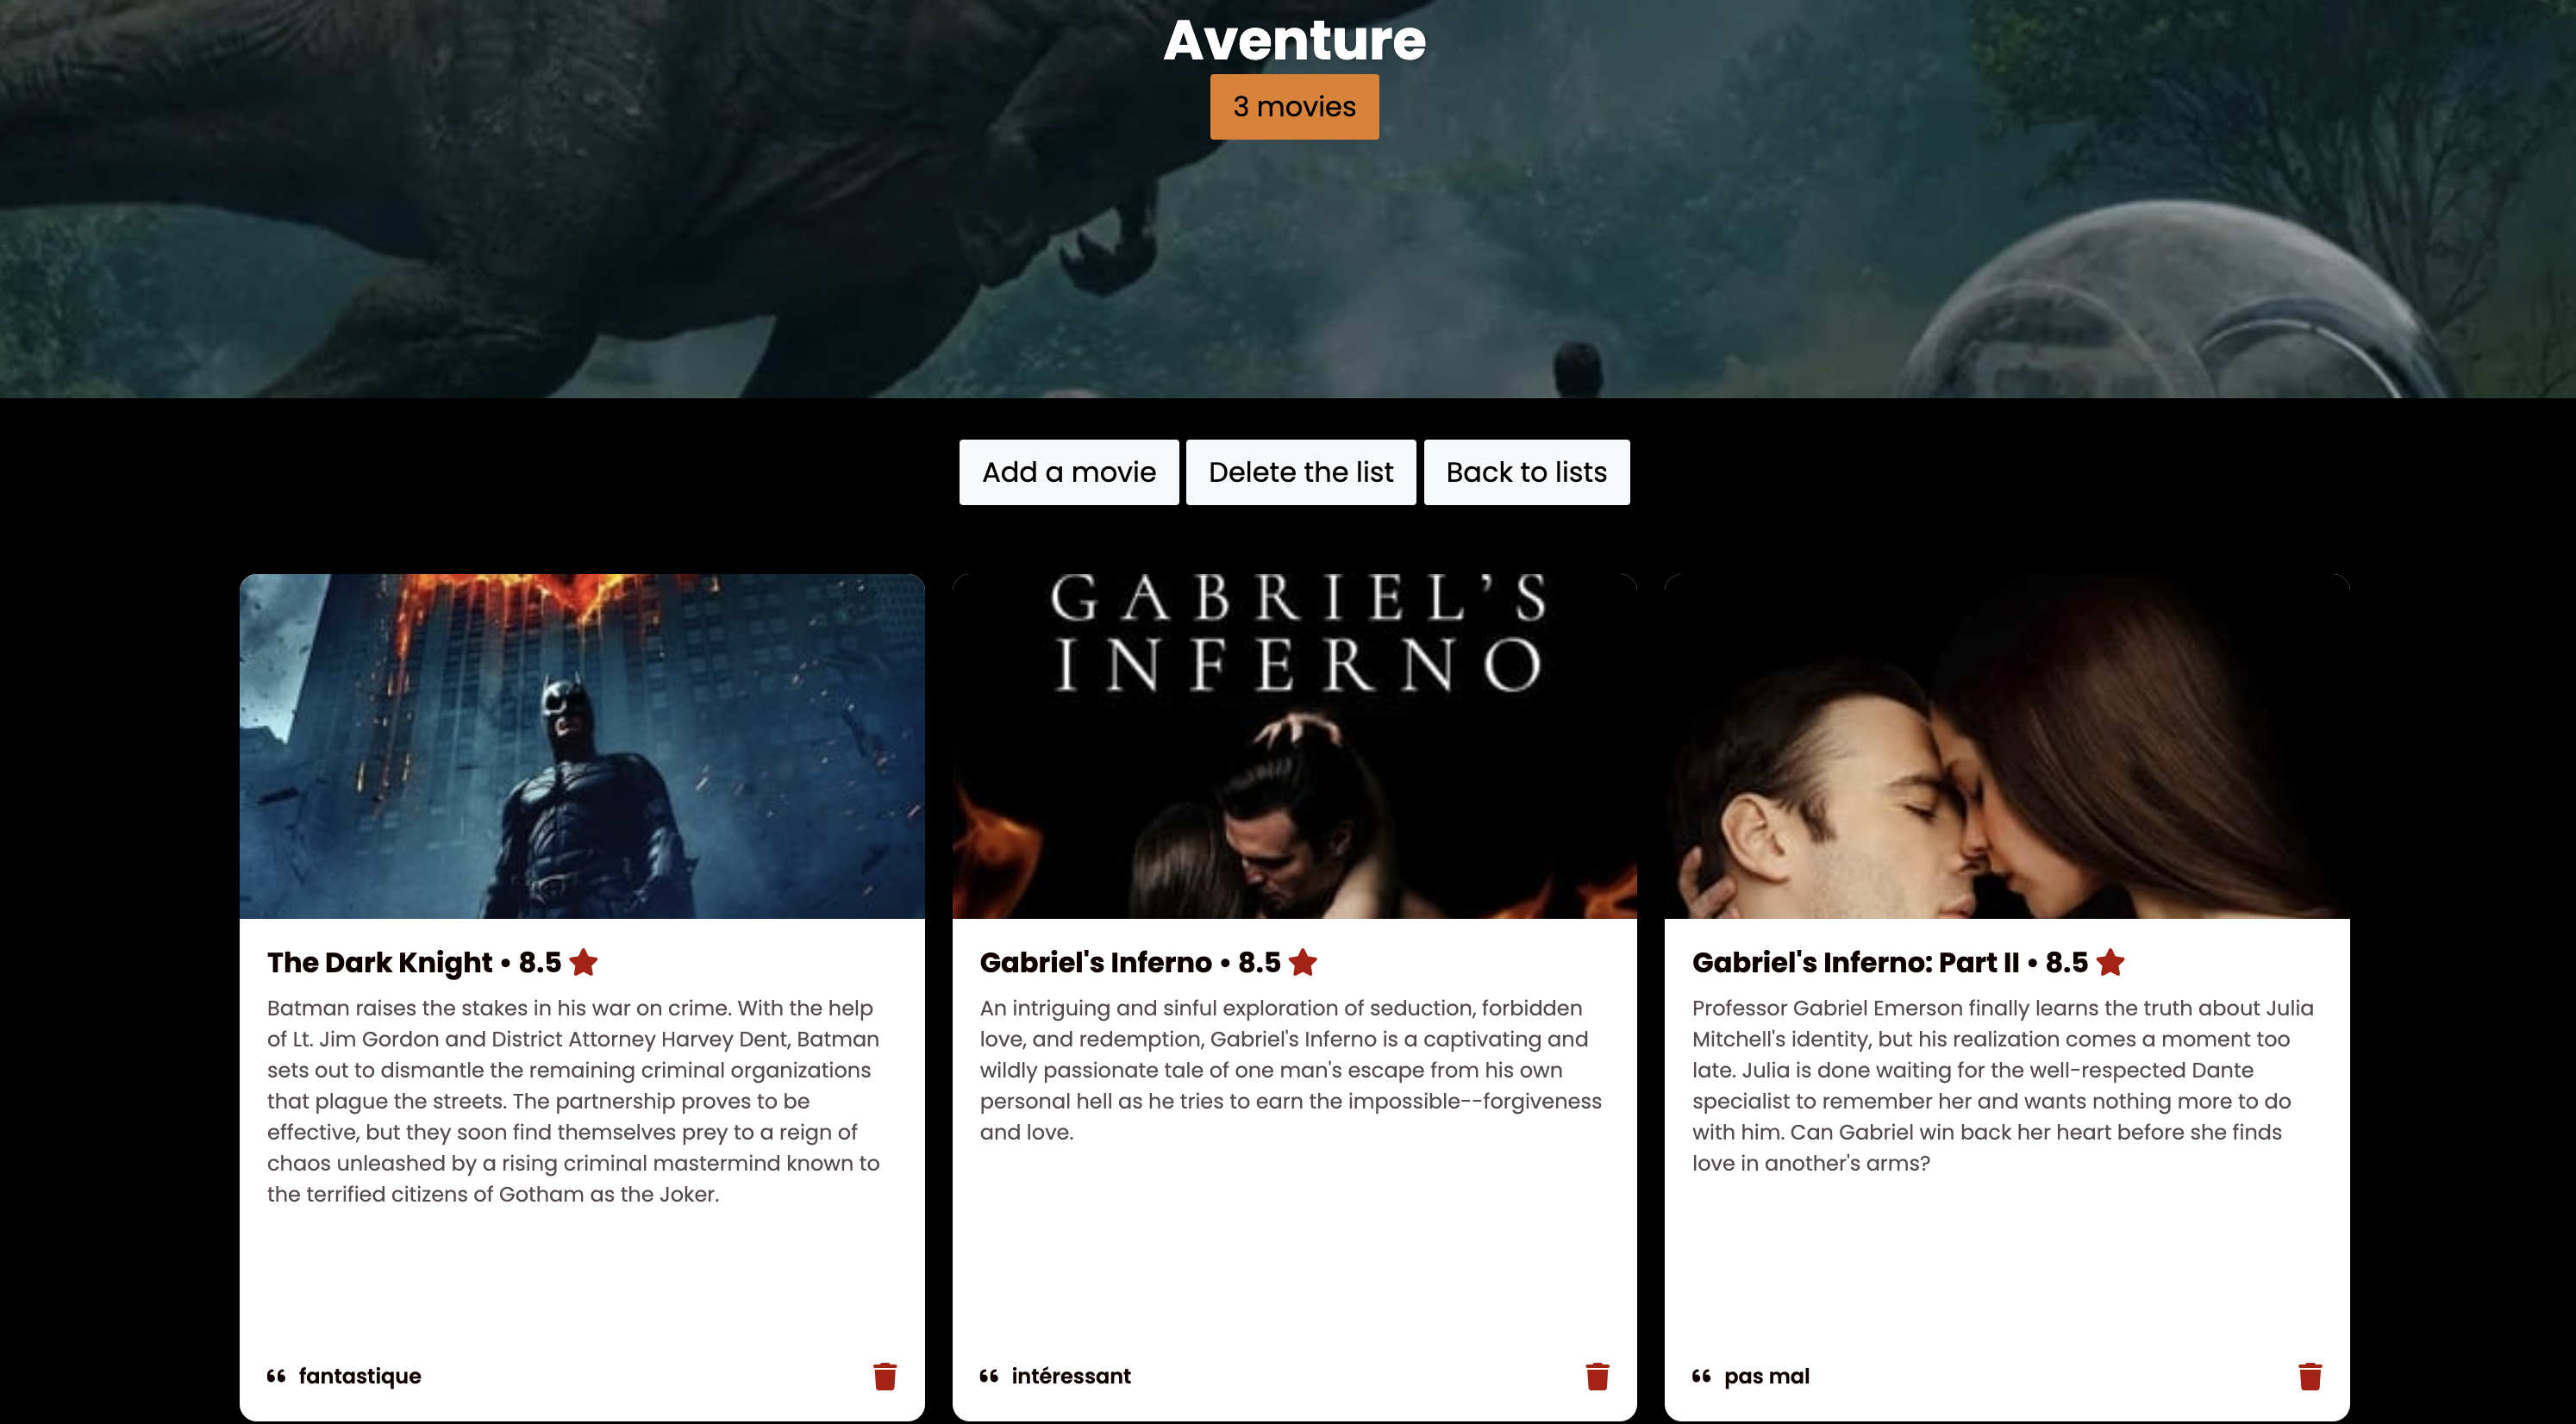 Aventure
3 movies
Add a movie
Delete the list
Back to lists
GABRIEL'S
INFERNO
The Dark Knight • 8.5
Batman raises the stakes in his war on crime. With the help
of Lt. Jim Gordon and District Attorney Harvey Dent, Batman
sets out to dismantle the remaining criminal organizations
that plague the streets. The partnership proves to be
effective, but they soon find themselves prey to a reign of
chaos unleashed by a rising criminal mastermind known to
the terrified citizens of Gotham as the Joker.
“ fantastique
Gabriel's Inferno • 8.5
An intriguing and sinful exploration of seduction, forbidden
love, and redemption, Gabriel's Inferno is a captivating and
wildly passionate tale of one man's escape from his own
personal hell as he tries to earn the impossible--forgiveness
and love.
“ intéressant
Gabriel's Inferno: Part II • 8.5
Professor Gabriel Emerson finally learns the truth about Julia
Mitchell's identity, but his realization comes a moment too
late. Julia is done waiting for the well-respected Dante
specialist to remember her and wants nothing more to do
with him. Can Gabriel win back her heart before she finds
love in another's arms?
“ pas mal